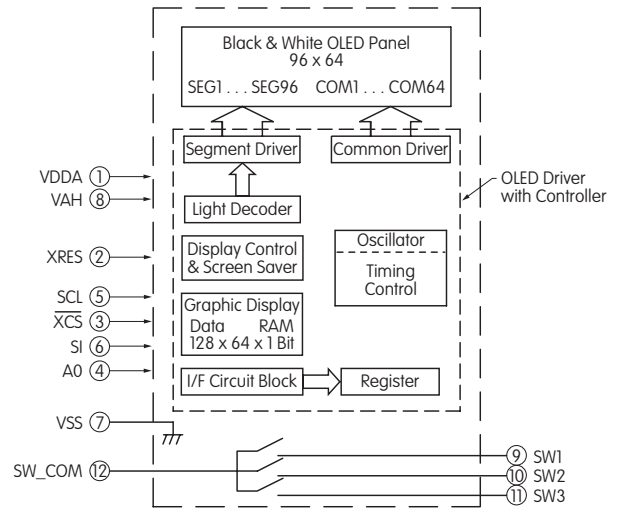 Black & White OLED Panel
96 x 64
SEG1 . . . SEG96 COM1 . . . COM64
Segment Driver
Common Driver
Light Decoder
Display Control
& Screen Saver
Graphic Display
Data RAM
128 x 64 x 1 Bit
I/F Circuit Block
Register
Oscillator
Timing
Control
OLED Driver
with Controller
VDDA 1
VAH 8
XRES 2
SCL 5
XCS 3
SI 6
A0 4
VSS 7
SW_COM 12
9 SW1
10 SW2
11 SW3